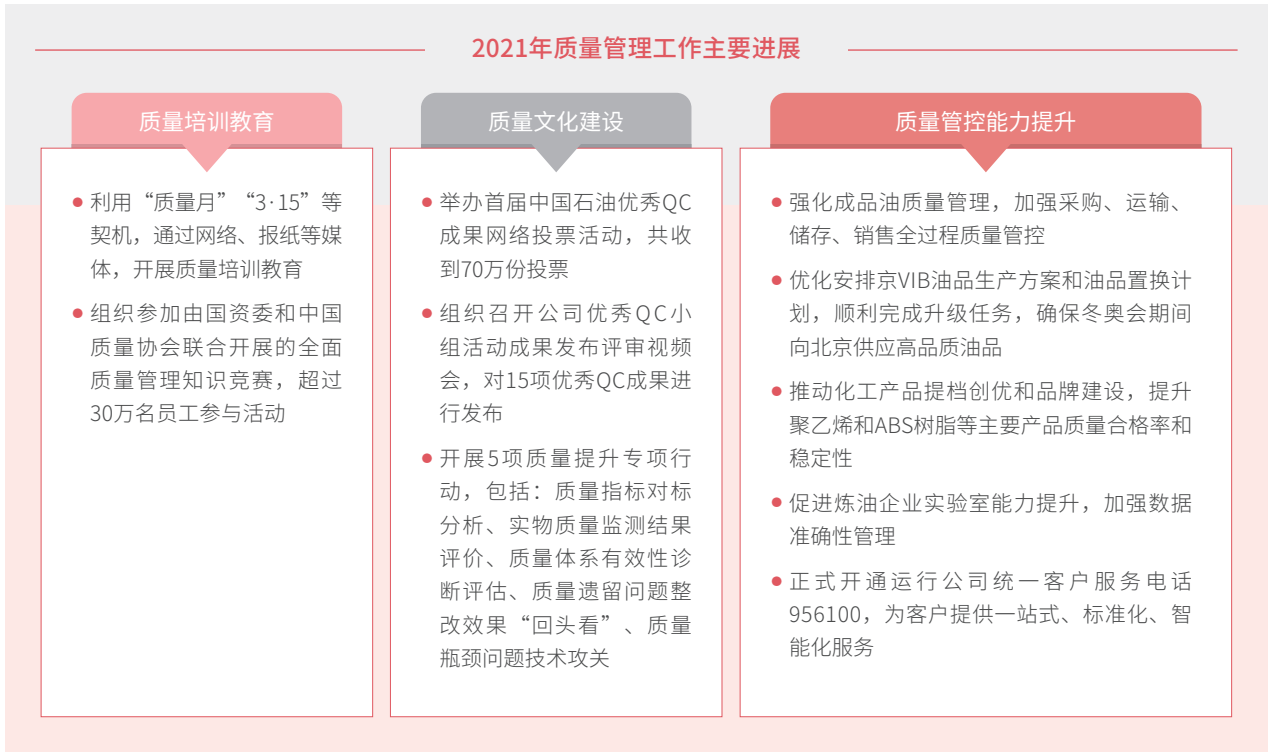 2021年质量管理工作主要进展
质量培训教育
利用“质量月”“3·15”等
契机，通过网络、报纸等媒
体，开展质量培训教育
组织参加由国资委和中国
质量协会联合开展的全面
质量管理知识竞赛，超过
30万名员工参与活动
质量文化建设
举办首届中国石油优秀QC
成果网络投票活动，共收
到70万份投票
组织召开公司优秀QC小
组活动成果发布评审视频
会，对15项优秀QC成果进
行发布
开展5项质量提升专项行
动，包括：质量指标对标
分析、实物质量监测结果
评价、质量体系有效性诊
断评估、质量遗留问题整
改效果“回头看”、质量
瓶颈问题技术攻关
质量管控能力提升
强化成品油质量管理，加强采购、运输、
储存、销售全过程质量管控
优化安排京VIB油品生产方案和油品置换计
划，顺利完成升级任务，确保冬奥会期间
向北京供应高品质油品
推动化工产品提档创优和品牌建设，提升
聚乙烯和ABS树脂等主要产品质量合格率和
稳定性
促进炼油企业实验室能力提升，加强数据
准确性管理
正式开通运行公司统一客户服务电话
956100，为客户提供一站式、标准化、智
能化服务